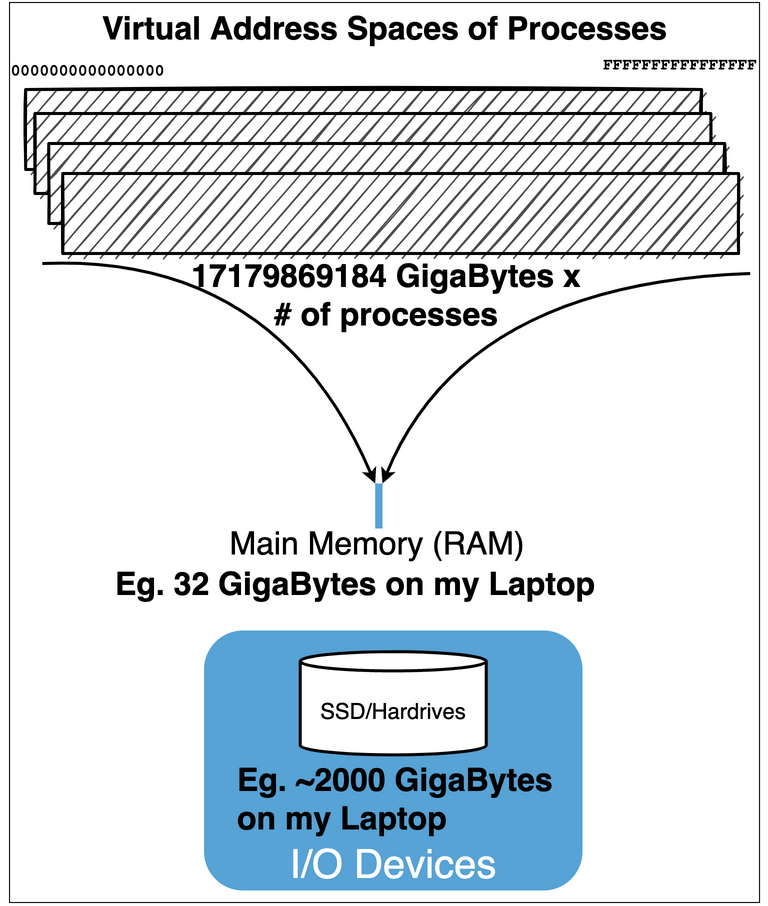 Virtual Address Spaces of Processes
0000000000000000
FFFFFFFFFFFFFFFF
17179869184 GigaBytes x
# of processes
Main Memory (RAM)
Eg. 32 GigaBytes on my Laptop
SSD/Hardrives
Eg. ~2000 GigaBytes
on my Laptop
I/O Devices